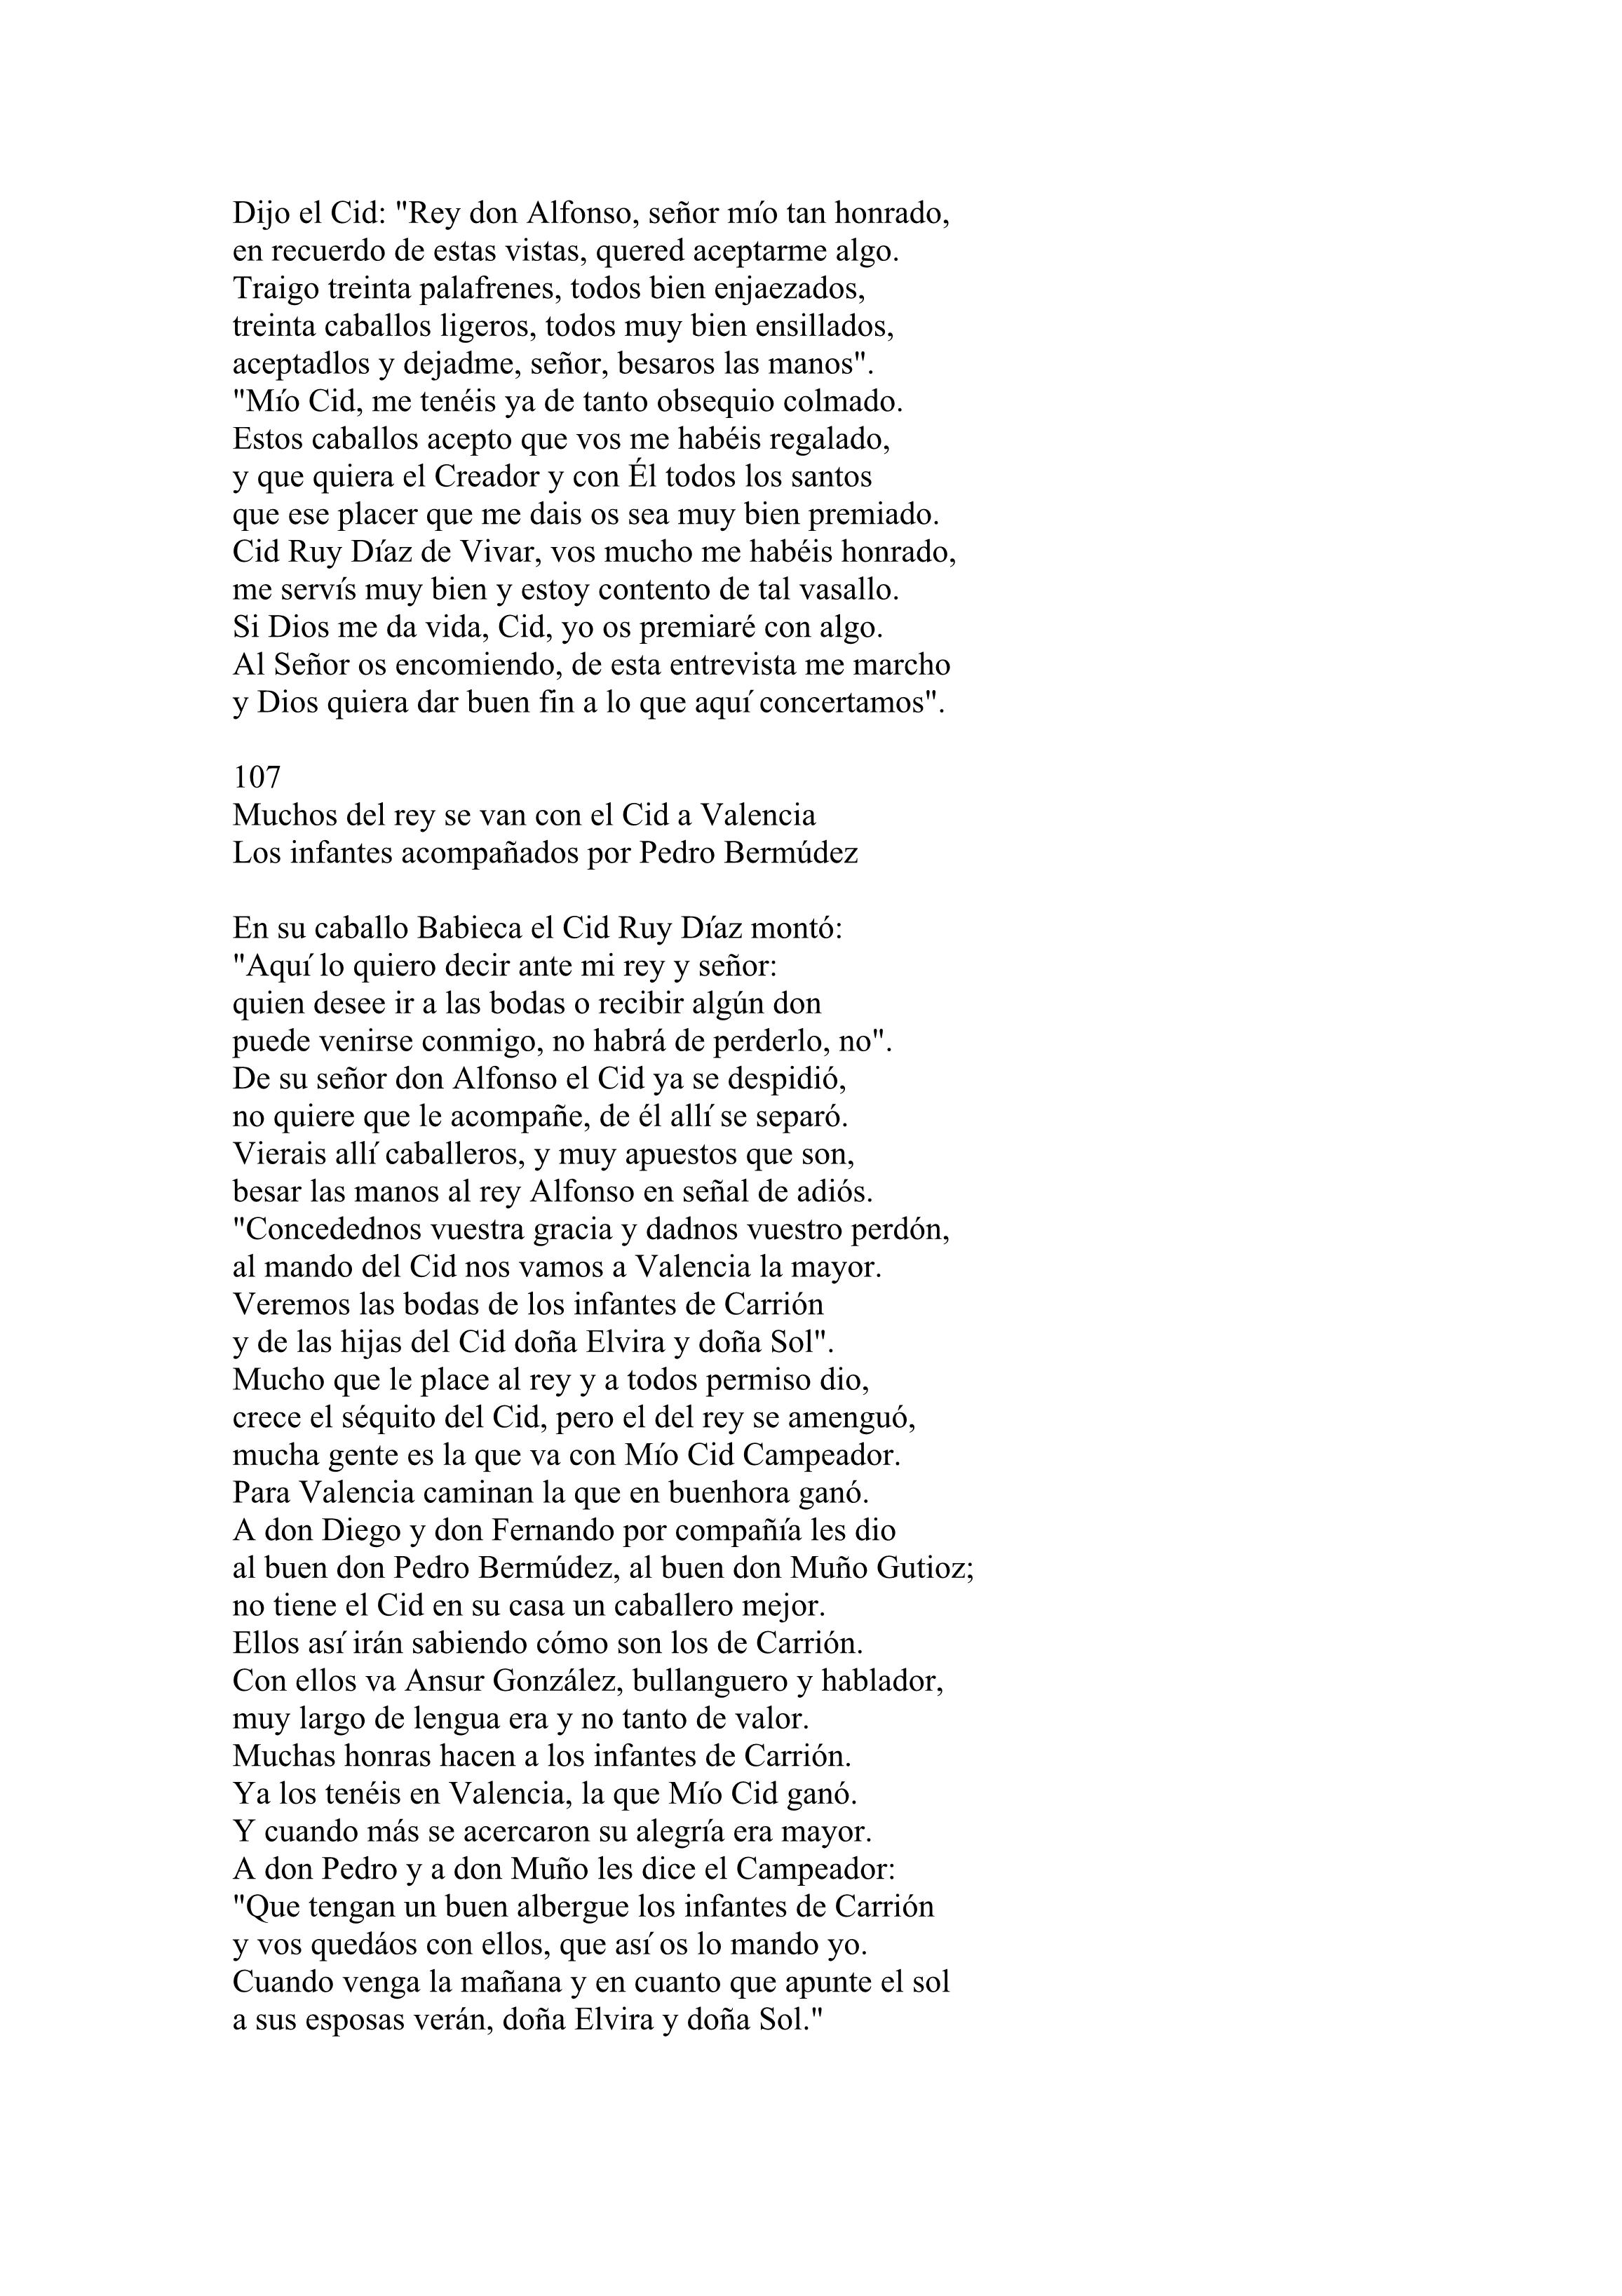 Dijo el Cid: "Rey don Alfonso, señor mío tan honrado,
en recuerdo de estas vistas, quered aceptarme algo.
Traigo treinta palafrenes, todos bien enjaezados,
treinta caballos ligeros, todos muy bien ensillados,
aceptadlos y dejadme, señor, besaros las manos".
"Mío Cid, me tenéis ya de tanto obsequio colmado.
Estos caballos acepto que vos me habéis regalado,
y que quiera el Creador y con Él todos los santos
que ese placer que me dais os sea muy bien premiado.
Cid Ruy Díaz de Vivar, vos mucho me habéis honrado,
me servís muy bien y estoy contento de tal vasallo.
Si Dios me da vida, Cid, yo os premiaré con algo.
Al Señor os encomiendo, de esta entrevista me marcho
y Dios quiera dar buen fin a lo que aquí concertamos".

107
Muchos del rey se van con el Cid a Valencia
Los infantes acompañados por Pedro Bermúdez

En su caballo Babieca el Cid Ruy Díaz montó:
"Aquí lo quiero decir ante mi rey y señor:
quien desee ir a las bodas o recibir algún don
puede venirse conmigo, no habrá de perderlo, no".
De su señor don Alfonso el Cid ya se despidió,
no quiere que le acompañe, de él allí se separó.
Vierais allí caballeros, y muy apuestos que son,
besar las manos al rey Alfonso en señal de adiós.
"Concedednos vuestra gracia y dadnos vuestro perdón,
al mando del Cid nos vamos a Valencia la mayor.
Veremos las bodas de los infantes de Carrión
y de las hijas del Cid doña Elvira y doña Sol".
Mucho que le place al rey y a todos permiso dio,
crece el séquito del Cid, pero el del rey se amenguó,
mucha gente es la que va con Mío Cid Campeador.
Para Valencia caminan la que en buenhora ganó.
A don Diego y don Fernando por compañía les dio
al buen don Pedro Bermúdez, al buen don Muño Gutioz;
no tiene el Cid en su casa un caballero mejor.
Ellos así irán sabiendo cómo son los de Carrión.
Con ellos va Ansur González, bullanguero y hablador,
muy largo de lengua era y no tanto de valor.
Muchas honras hacen a los infantes de Carrión.
Ya los tenéis en Valencia, la que Mío Cid ganó.
Y cuando más se acercaron su alegría era mayor.
A don Pedro y a don Muño les dice el Campeador:
"Que tengan un buen albergue los infantes de Carrión
y vos quedáos con ellos, que así os lo mando yo.
Cuando venga la mañana y en cuanto que apunte el sol
a sus esposas verán, doña Elvira y doña Sol."